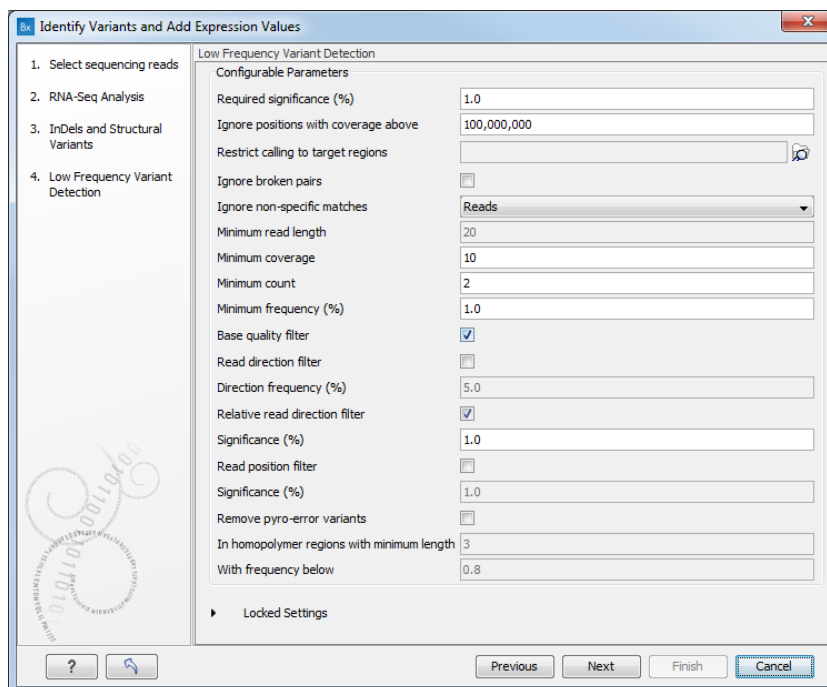 Bx Identify Variants and Add Expression Values
1. Select sequencing reads
2. RNA-Seq Analysis
3. InDels and Structural
Variants
4. Low Frequency Variant
Detection
Low Frequency Variant Detection
Configurable Parameters
Required significance (%) 1.0
Ignore positions with coverage above 100,000,000
Restrict calling to target regions
Ignore broken pairs
Ignore non-specific matches Reads
Minimum read length 20
Minimum coverage 10
Minimum count 2
Minimum frequency (%) 1.0
Base quality filter
Read direction filter
Direction frequency (%) 5.0
Relative read direction filter
Significance (%) 1.0
Read position filter
Significance (%) 1.0
Remove pyro-error variants
In homopolymer regions with minimum length 3
With frequency below 0.8
Locked Settings
? Previous Next Finish Cancel